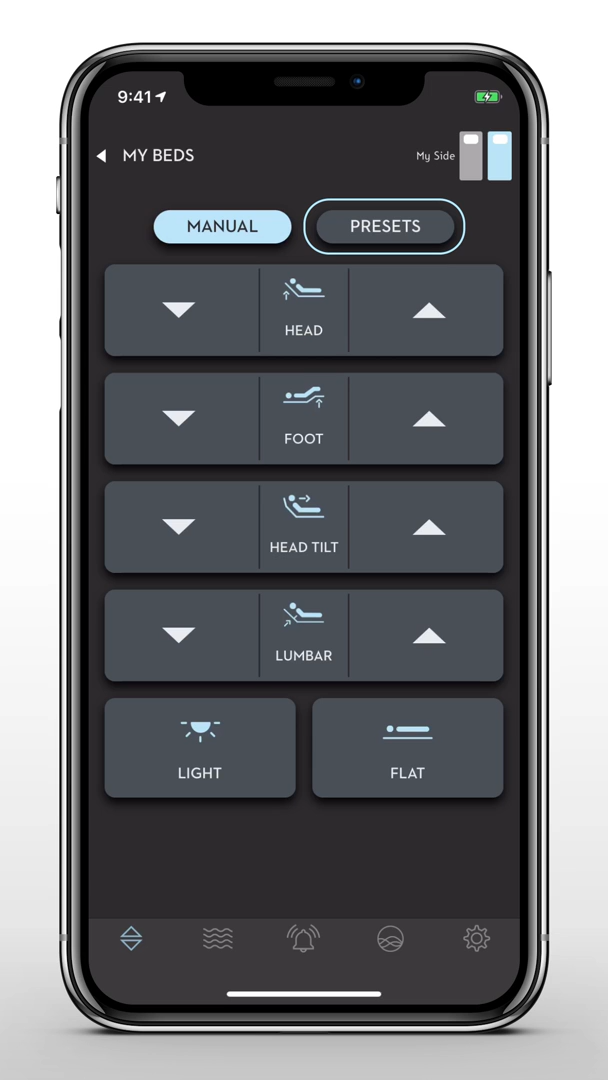 9:41
MY BEDS
My Side
MANUAL
PRESETS
HEAD
FOOT
HEAD TILT
LUMBAR
LIGHT
FLAT